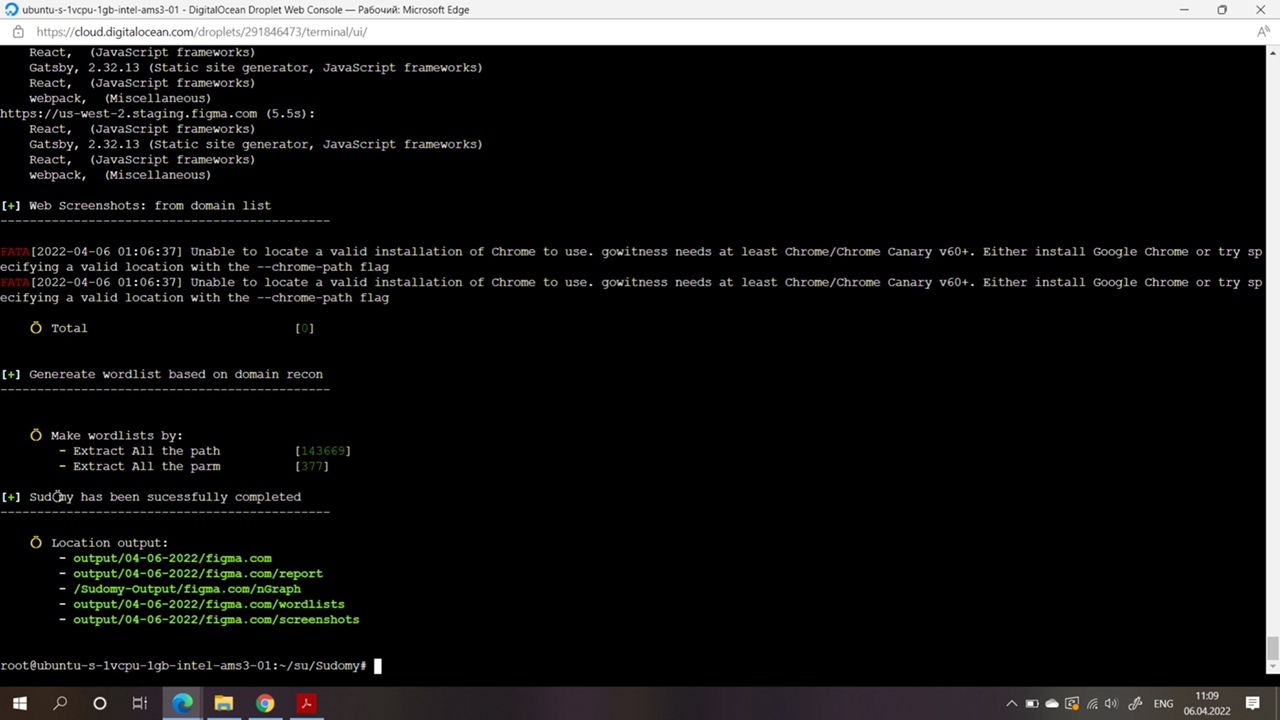 ubuntu-s-1vcpu-1gb-intel-ams3-01 - DigitalOcean Droplet Web Console — Рабочий: Microsoft Edge
https://cloud.digitalocean.com/droplets/291846473/terminal/ui/
React, (JavaScript frameworks)
Gatsby, 2.32.13 (Static site generator, JavaScript frameworks)
React, (JavaScript frameworks)
webpack, (Miscellaneous)
https://us-west-2.staging.figma.com (5.5s):
React, (JavaScript frameworks)
Gatsby, 2.32.13 (Static site generator, JavaScript frameworks)
React, (JavaScript frameworks)
webpack, (Miscellaneous)
[+] Web Screenshots: from domain list
------------------------------------------
FATA[2022-04-06 01:06:37] Unable to locate a valid installation of Chrome to use. gowitness needs at least Chrome/Chrome Canary v60+. Either install Google Chrome or try sp
ecifying a valid location with the --chrome-path flag
FATA[2022-04-06 01:06:37] Unable to locate a valid installation of Chrome to use. gowitness needs at least Chrome/Chrome Canary v60+. Either install Google Chrome or try sp
ecifying a valid location with the --chrome-path flag
Total [0]
[+] Genereate wordlist based on domain recon
------------------------------------------
Make wordlists by:
- Extract All the path [143669]
- Extract All the parm [377]
[+] Sudomy has been sucessfully completed
------------------------------------------
Location output:
- output/04-06-2022/figma.com
- output/04-06-2022/figma.com/report
- /Sudomy-Output/figma.com/nGraph
- output/04-06-2022/figma.com/wordlists
- output/04-06-2022/figma.com/screenshots
root@ubuntu-s-1vcpu-1gb-intel-ams3-01:~/su/Sudomy#
ENG
11:09
06.04.2022